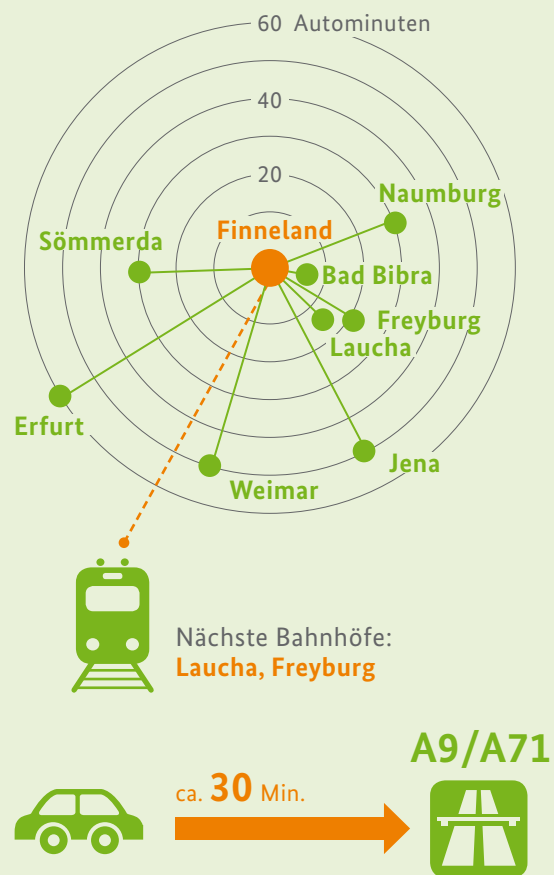 60 Autominuten
40
20
Naumburg
Finneland
Sömmerda
Bad Bibra
Freyburg
Laucha
Erfurt
Jena
Weimar
Nächste Bahnhöfe:
Laucha, Freyburg
A9/A71
ca. 30 Min.